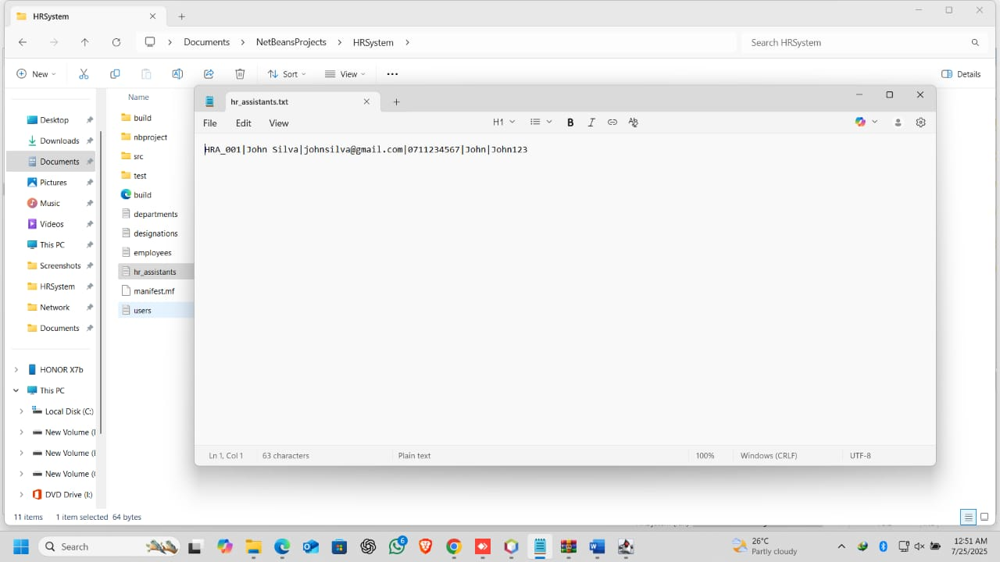 HRSystem
Documents > NetBeansProjects > HRSystem >
Search HRSystem
New
Sort
View
Details
Desktop
Downloads
Documents
Pictures
Music
Videos
This PC
Screenshots
HRSystem
Network
Documents
HONOR X7b
This PC
Local Disk (C:)
New Volume (
New Volume (
New Volume (
DVD Drive (I:)
Name
build
nbproject
src
test
build
departments
designations
employees
hr_assistants
manifest.mf
users
hr_assistants.txt
File Edit View
H1
B I
HRA_001|John Silva|johnsilva@gmail.com|0711234567|John|John123
Ln 1, Col 1
63 characters
Plain text
100%
Windows (CRLF)
UTF-8
11 items 1 item selected 64 bytes
Search
6
26°C
Partly cloudy
12:51 AM
7/25/2025